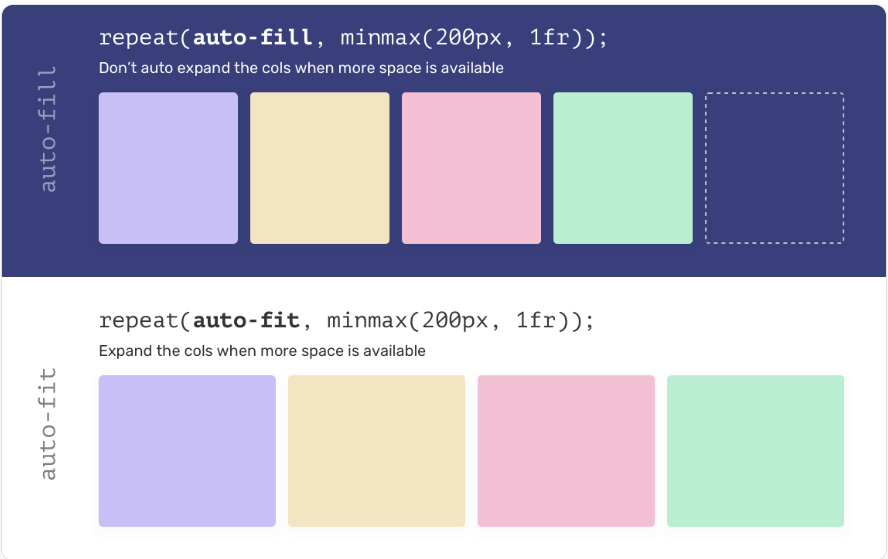 repeat(auto-fill, minmax(200px, 1fr));
Don’t auto expand the cols when more space is available
auto-fill
repeat(auto-fit, minmax(200px, 1fr));
Expand the cols when more space is available
auto-fit